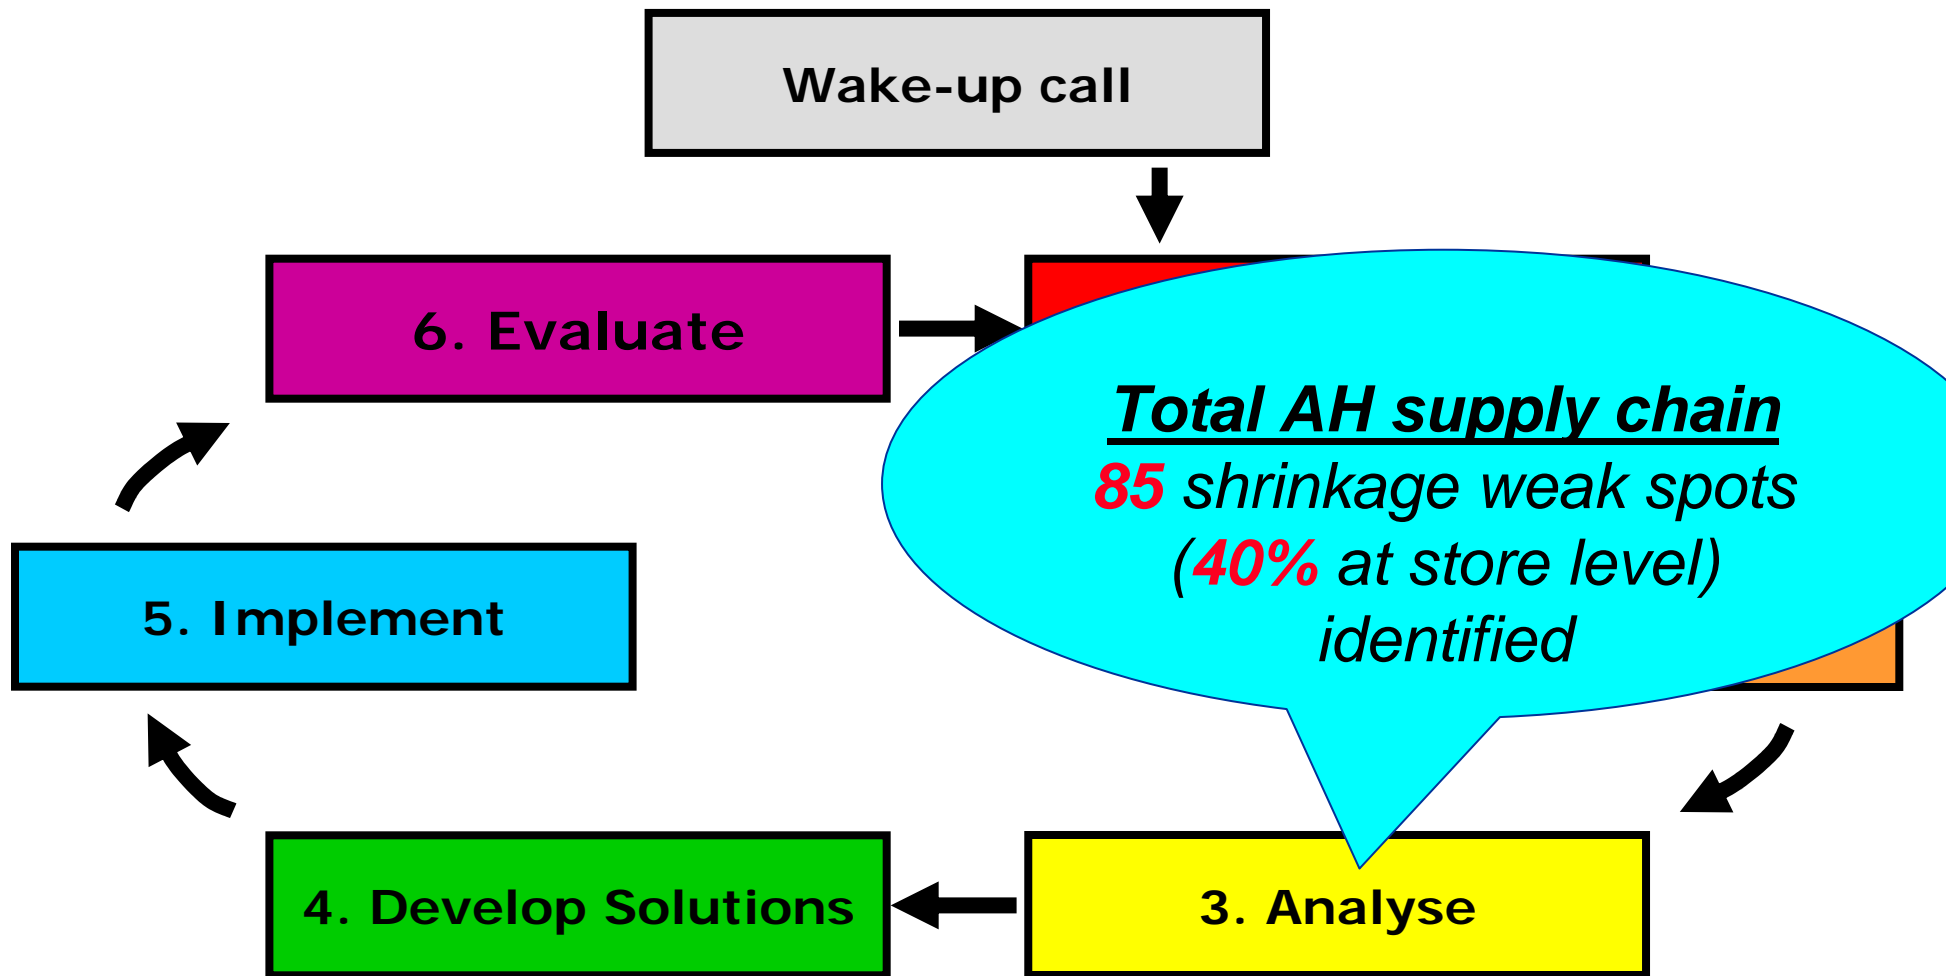 Wake-up call
6. Evaluate
Total AH supply chain
85 shrinkage weak spots
(40% at store level)
identified
5. Implement
4. Develop Solutions
3. Analyse